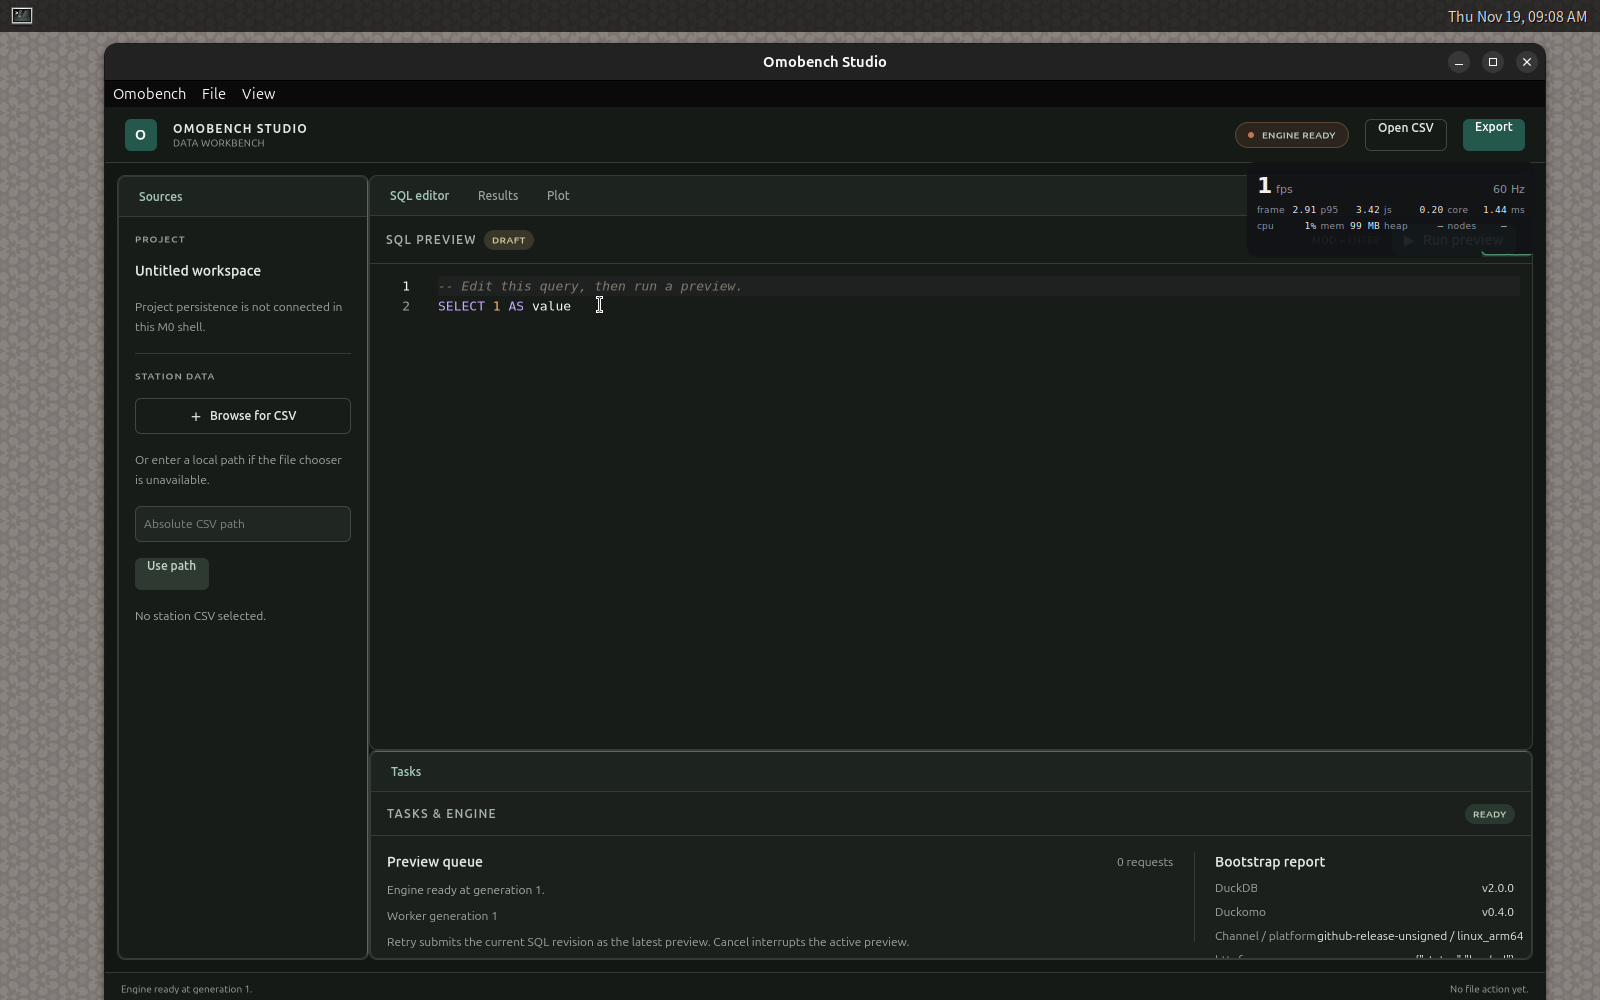 Thu Nov 19, 09:08 AM
Omobench Studio
Omobench File View
O
OMOBENCH STUDIO
DATA WORKBENCH
ENGINE READY
Open CSV
Export
1 fps 60 Hz
frame 2.91 p95 3.42 js 0.20 core 1.44 ms
cpu 1% mem 99 MB heap — nodes —
Sources
PROJECT
Untitled workspace
Project persistence is not connected in
this M0 shell.
STATION DATA
+ Browse for CSV
Or enter a local path if the file chooser
is unavailable.
Absolute CSV path
Use path
No station CSV selected.
SQL editor Results Plot
SQL PREVIEW DRAFT
Run preview
1 -- Edit this query, then run a preview.
2 SELECT 1 AS value
Tasks
TASKS & ENGINE
READY
Preview queue
0 requests
Engine ready at generation 1.
Worker generation 1
Retry submits the current SQL revision as the latest preview. Cancel interrupts the active preview.
Bootstrap report
DuckDB v2.0.0
Duckomo v0.4.0
Channel / platform github-release-unsigned / linux_arm64
Engine ready at generation 1.
No file action yet.